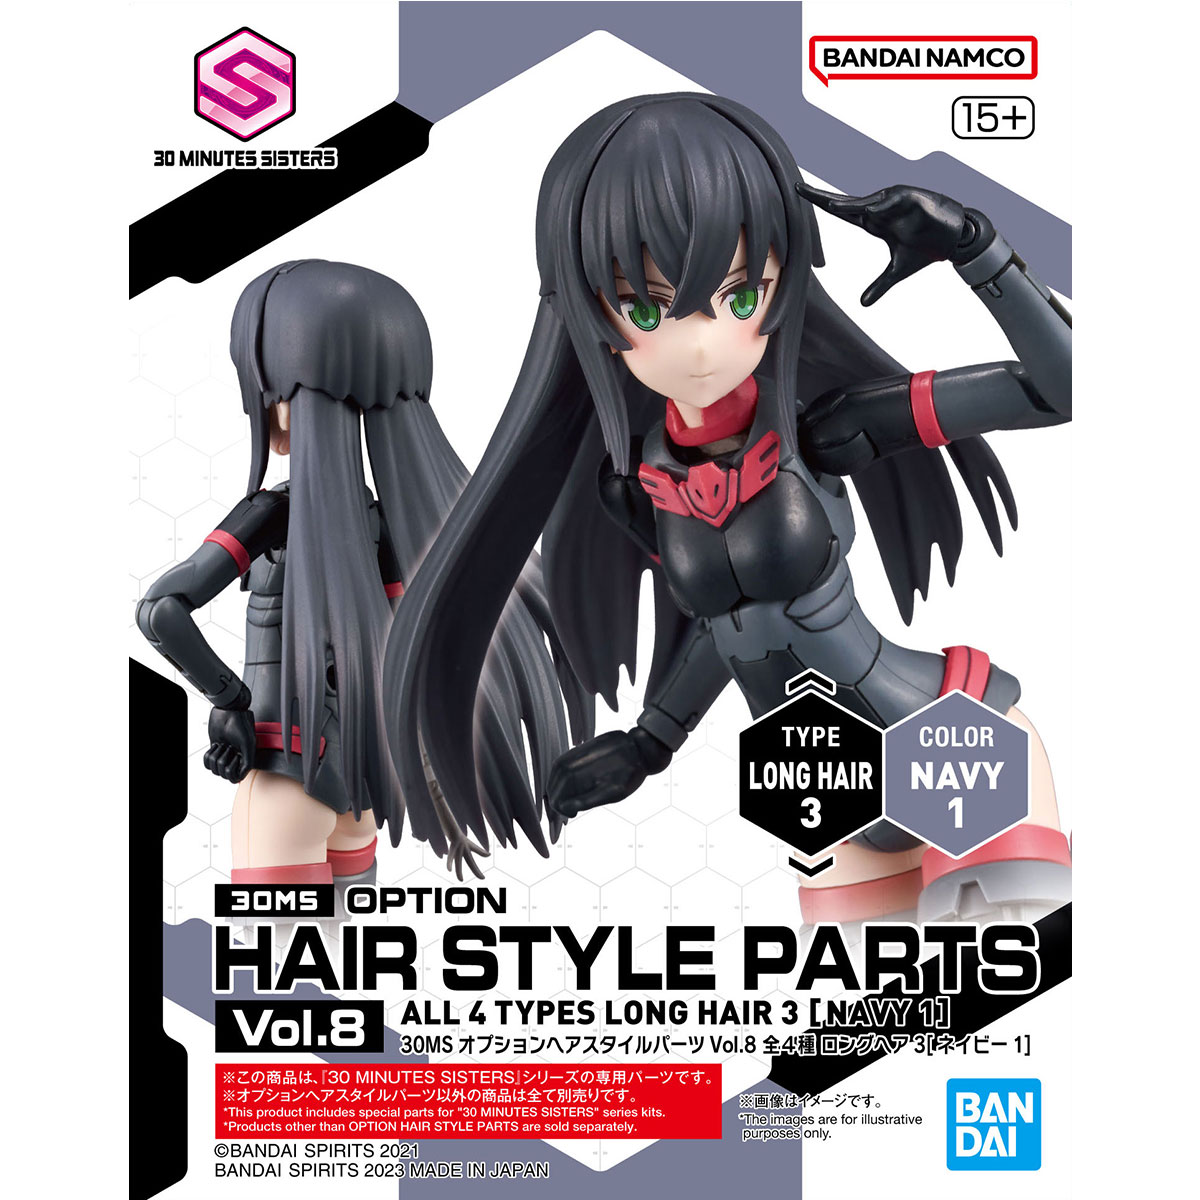 S
30 MINUTES SISTERS
BANDAI NAMCO
15+
TYPE
LONG HAIR
3
COLOR
NAVY
1
30MS OPTION
HAIR STYLE PARTS
Vol.8 ALL 4 TYPES LONG HAIR 3 [NAVY 1]
30MS オプションヘアスタイルパーツ Vol.8 全4種 ロングヘア 3[ネイビー 1]
※この商品は、『30 MINUTES SISTERS』シリーズの専用パーツです。
※オプションヘアスタイルパーツ以外の商品は全て別売りです。
*This product includes special parts for "30 MINUTES SISTERS" series kits.
*Products other than OPTION HAIR STYLE PARTS are sold separately.
※画像はイメージです。
*The images are for illustrative
purposes only.
BAN
DAI
©BANDAI SPIRITS 2021
BANDAI SPIRITS 2023 MADE IN JAPAN